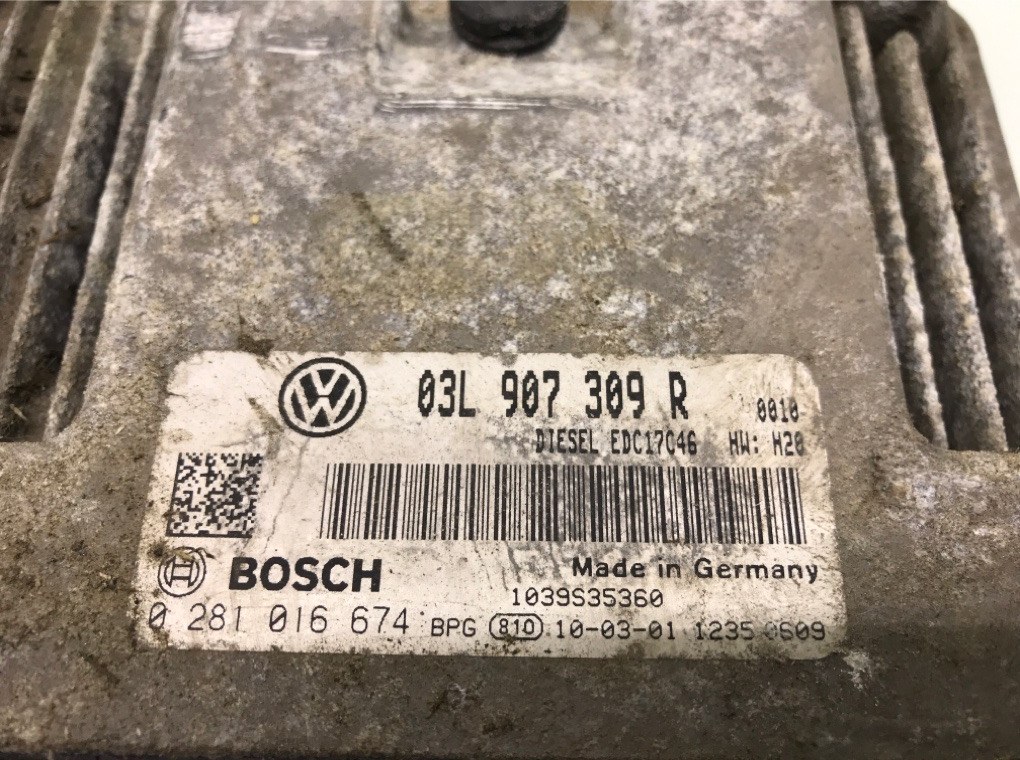 03L 907 309 R 0010
DIESEL EDC17C46 HW: H20
BOSCH Made in Germany
1039S35360
0 281 016 674 BPG 810 10-03-01 1235